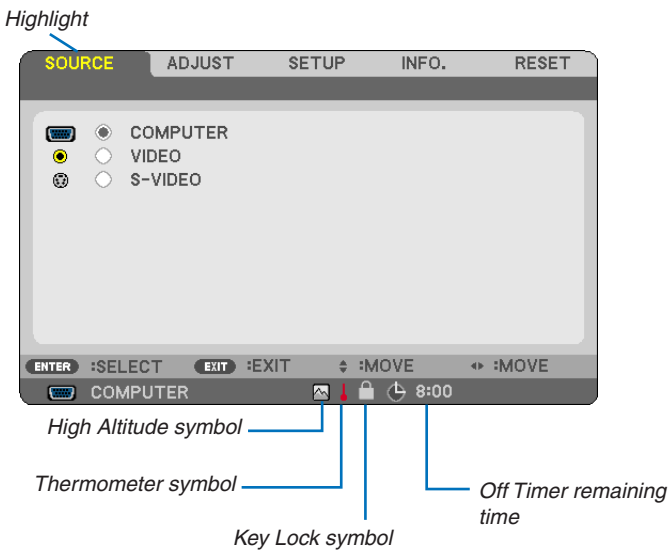 Highlight
SOURCE ADJUST SETUP INFO. RESET
COMPUTER
VIDEO
S-VIDEO
ENTER :SELECT EXIT :EXIT :MOVE :MOVE
COMPUTER 8:00
High Altitude symbol
Thermometer symbol
Off Timer remaining
time
Key Lock symbol